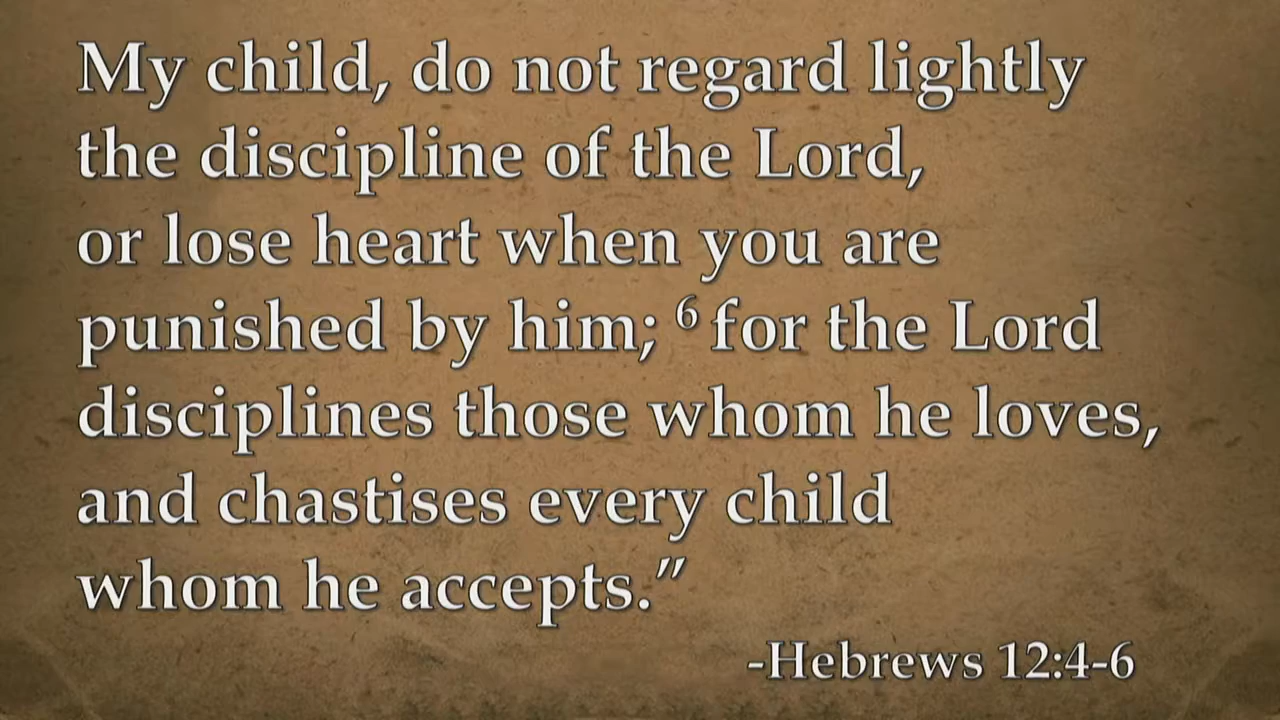 My child, do not regard lightly
the discipline of the Lord,
or lose heart when you are
punished by him; ⁶ for the Lord
disciplines those whom he loves,
and chastises every child
whom he accepts.”
-Hebrews 12:4-6